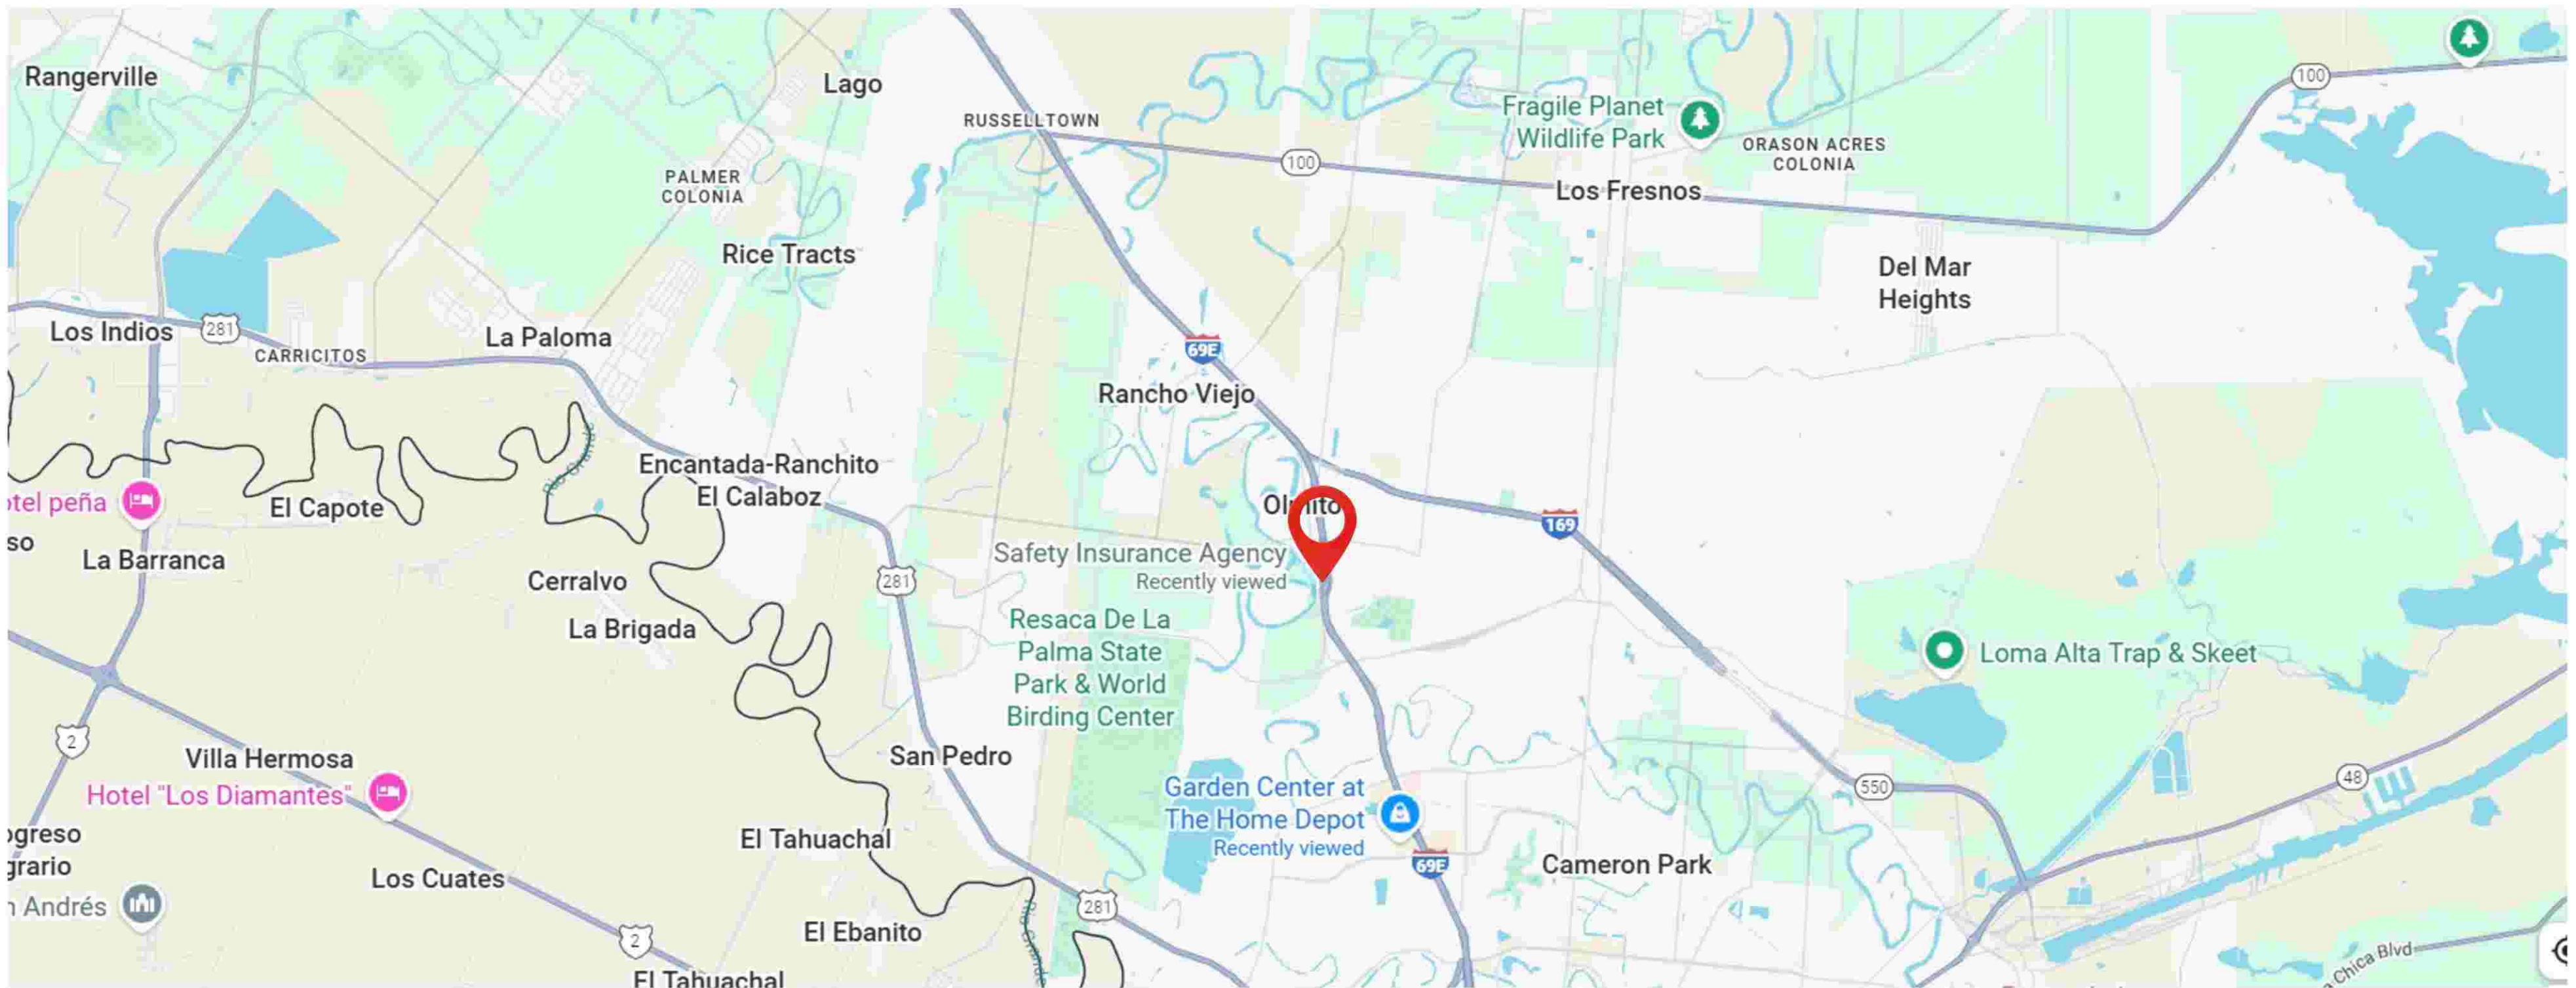 Rangerville
Lago
RUSSELLTOWN
100
100
Fragile Planet
Wildlife Park
ORASON ACRES
COLONIA
PALMER
COLONIA
Los Fresnos
Rice Tracts
Del Mar
Heights
Los Indios
281
La Paloma
CARRICITOS
69E
Rancho Viejo
Rio Grande
Encantada-Ranchito
El Calaboz
otel peña
El Capote
so
La Barranca
169
Safety Insurance Agency
Recently viewed
Cerralvo
281
La Brigada
Resaca De La
Palma State
Park & World
Birding Center
Loma Alta Trap & Skeet
2
Villa Hermosa
San Pedro
Hotel "Los Diamantes"
Garden Center at
The Home Depot
Recently viewed
550
48
ogreso
grario
El Tahuachal
69E
Cameron Park
Los Cuates
n Andrés
281
El Ebanito
2
Rio Grande
Chica Blvd
El Tahuachal